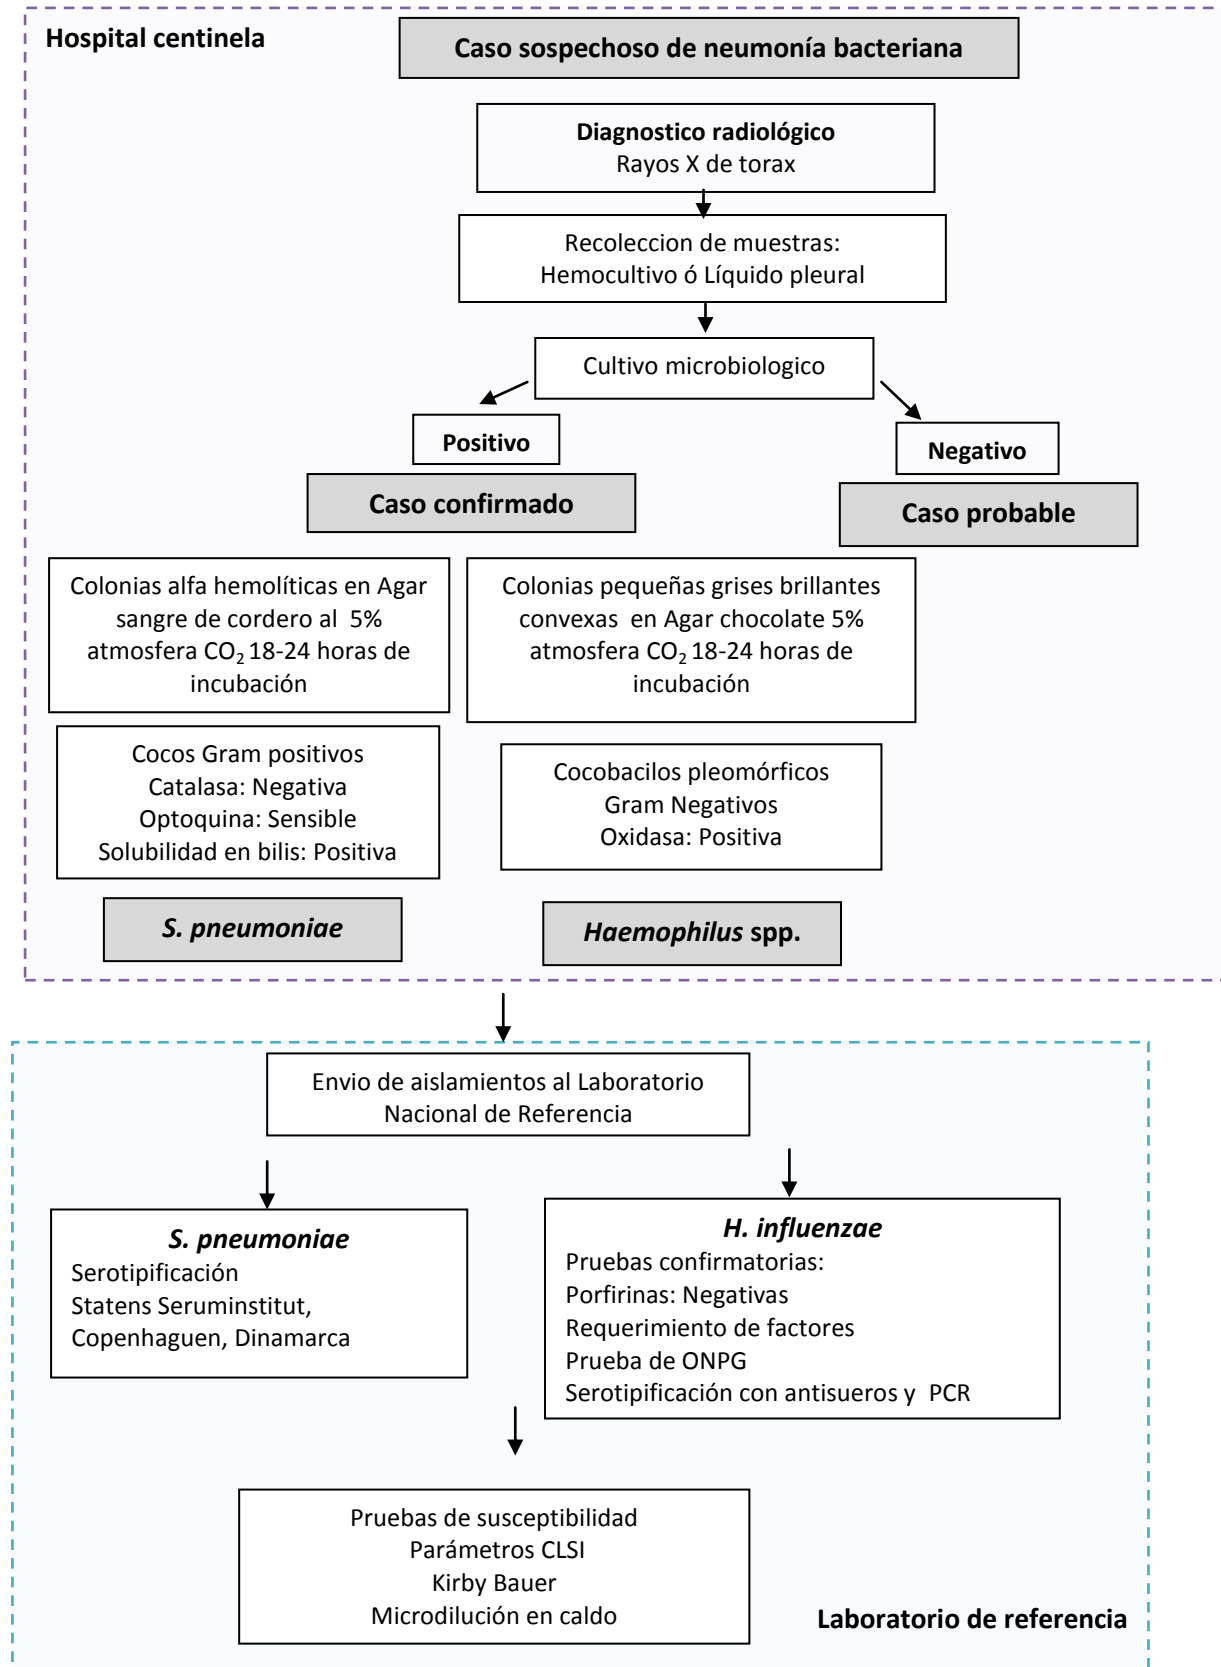 Hospital centinela
Caso sospechoso de neumonía bacteriana
Diagnostico radiológico
Rayos X de torax
Recoleccion de muestras:
Hemocultivo ó Líquido pleural
Cultivo microbiologico
Positivo
Negativo
Caso confirmado
Caso probable
Colonias alfa hemolíticas en Agar
sangre de cordero al 5%
atmosfera CO₂ 18-24 horas de
incubación
Colonias pequeñas grises brillantes
convexas en Agar chocolate 5%
atmosfera CO₂ 18-24 horas de
incubación
Cocos Gram positivos
Catalasa: Negativa
Optoquina: Sensible
Solubilidad en bilis: Positiva
Cocobacilos pleomórficos
Gram Negativos
Oxidasa: Positiva
S. pneumoniae
Haemophilus spp.
Envio de aislamientos al Laboratorio
Nacional de Referencia
S. pneumoniae
Serotipificación
Statens Seruminstitut,
Copenhaguen, Dinamarca
H. influenzae
Pruebas confirmatorias:
Porfirinas: Negativas
Requerimiento de factores
Prueba de ONPG
Serotipificación con antisueros y PCR
Pruebas de susceptibilidad
Parámetros CLSI
Kirby Bauer
Microdilución en caldo
Laboratorio de referencia